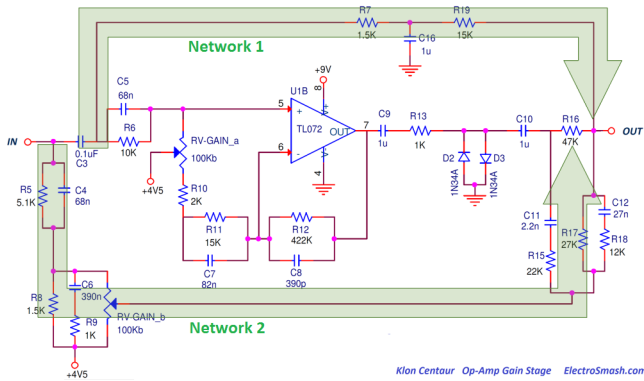 R7
1.5K
C16
1u
R19
15K
Network 1
+9V
C5
68n
U1B
8
V+
5
+
TL072
OUT
7
6
-
V-
4
C9
1u
R13
1K
C10
1u
R16
47K
OUT
IN
0.1uF
C3
R6
10K
RV-GAIN_a
100Kb
+4V5
D2
D3
1N34A
1N34A
R5
5.1K
C4
68n
R10
2K
R11
15K
C7
82n
R12
422K
C8
390p
C11
2.2n
R15
22K
C12
27n
R17
27K
R18
12K
R8
1.5K
C6
390n
R9
1K
RV-GAIN_b
100Kb
Network 2
+4V5
Klon Centaur Op-Amp Gain Stage ElectroSmash.com